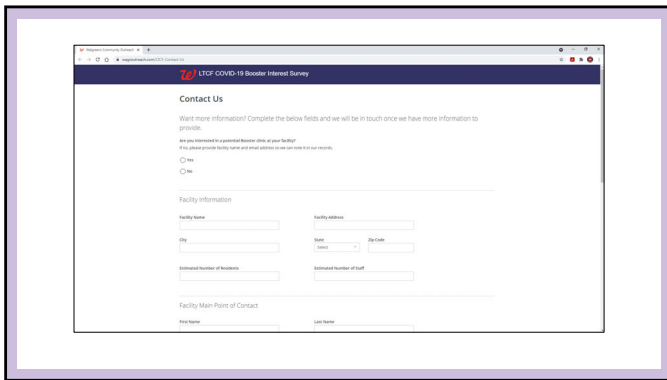 Walgreens Community Outreach
wagsoutreach.com/LTCF-Contact-Us
LTCF COVID-19 Booster Interest Survey
Contact Us
Want more information? Complete the below fields and we will be in touch once we have more information to
provide.
Are you interested in a potential Booster clinic at your facility?
If no, please provide facility name and email address so we can note it in our records.
Yes
No
Facility Information
Facility Name Facility Address
City State Zip Code
Select
Estimated Number of Residents Estimated Number of Staff
Facility Main Point of Contact
First Name Last Name